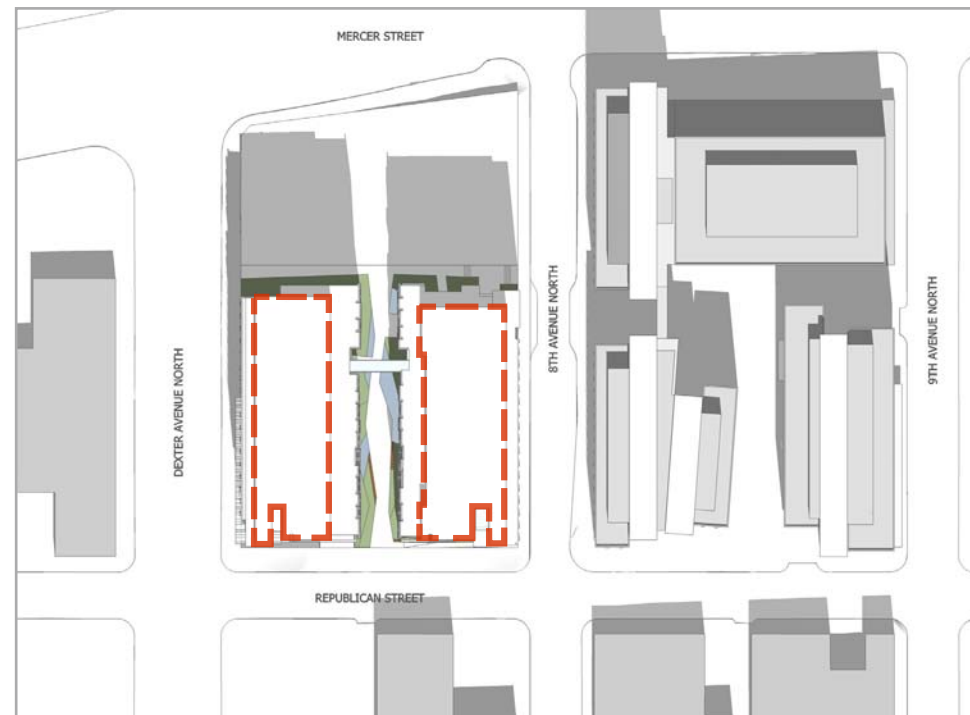 MERCER STREET
DEXTER AVENUE NORTH
8TH AVENUE NORTH
9TH AVENUE NORTH
REPUBLICAN STREET